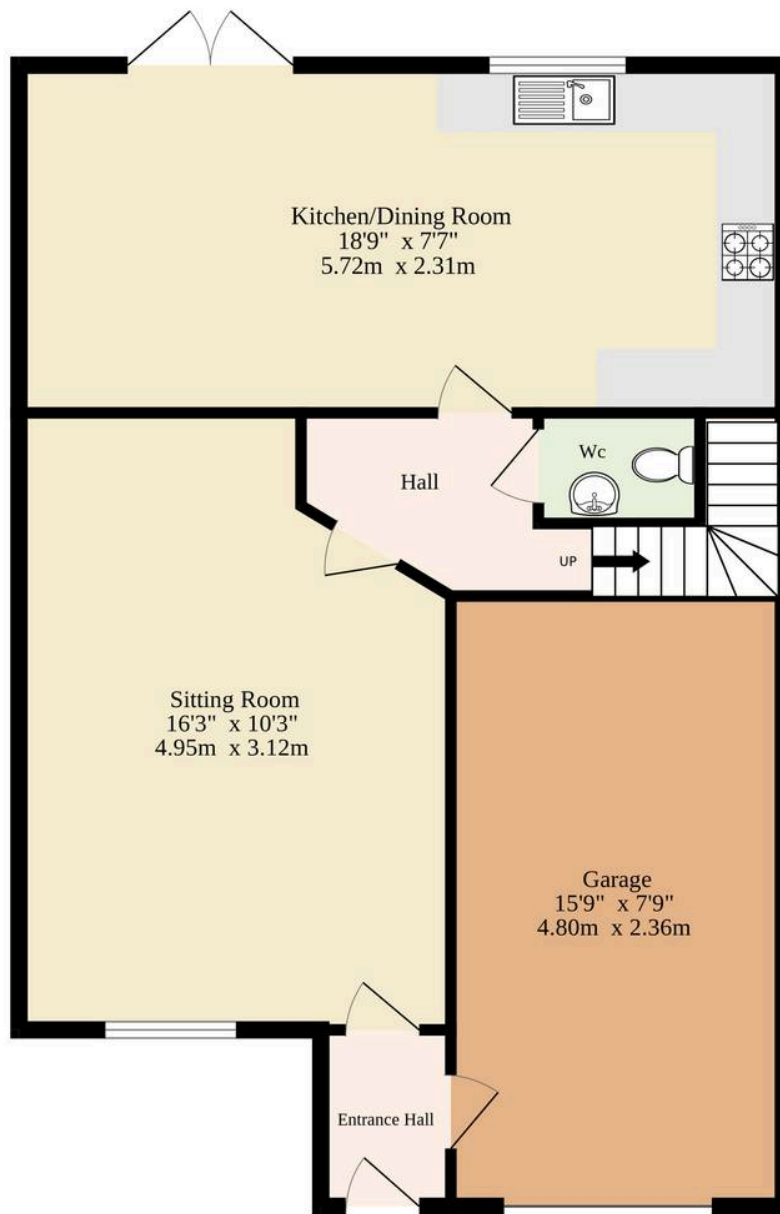 Kitchen/Dining Room
18'9" x 7'7"
5.72m x 2.31m
Hall
Wc
UP
Sitting Room
16'3" x 10'3"
4.95m x 3.12m
Garage
15'9" x 7'9"
4.80m x 2.36m
Entrance Hall